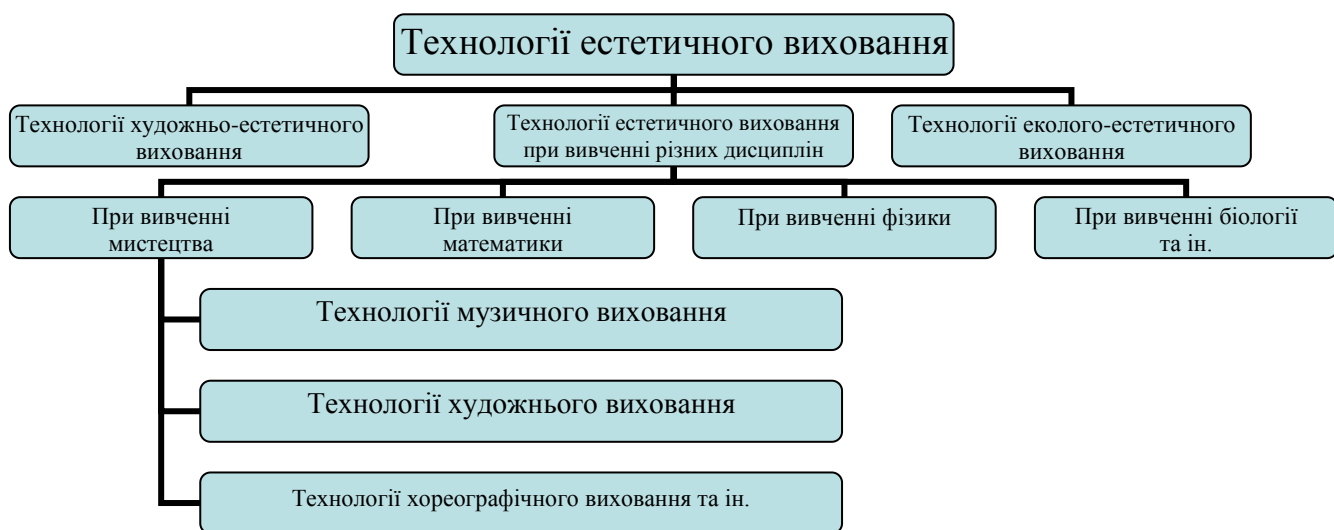 Технології естетичного виховання
Технології художньо-естетичного
виховання
Технології естетичного виховання
при вивченні різних дисциплін
Технології еколого-естетичного
виховання
При вивченні
мистецтва
При вивченні
математики
При вивченні фізики
При вивченні біології
та ін.
Технології музичного виховання
Технології художнього виховання
Технології хореографічного виховання та ін.